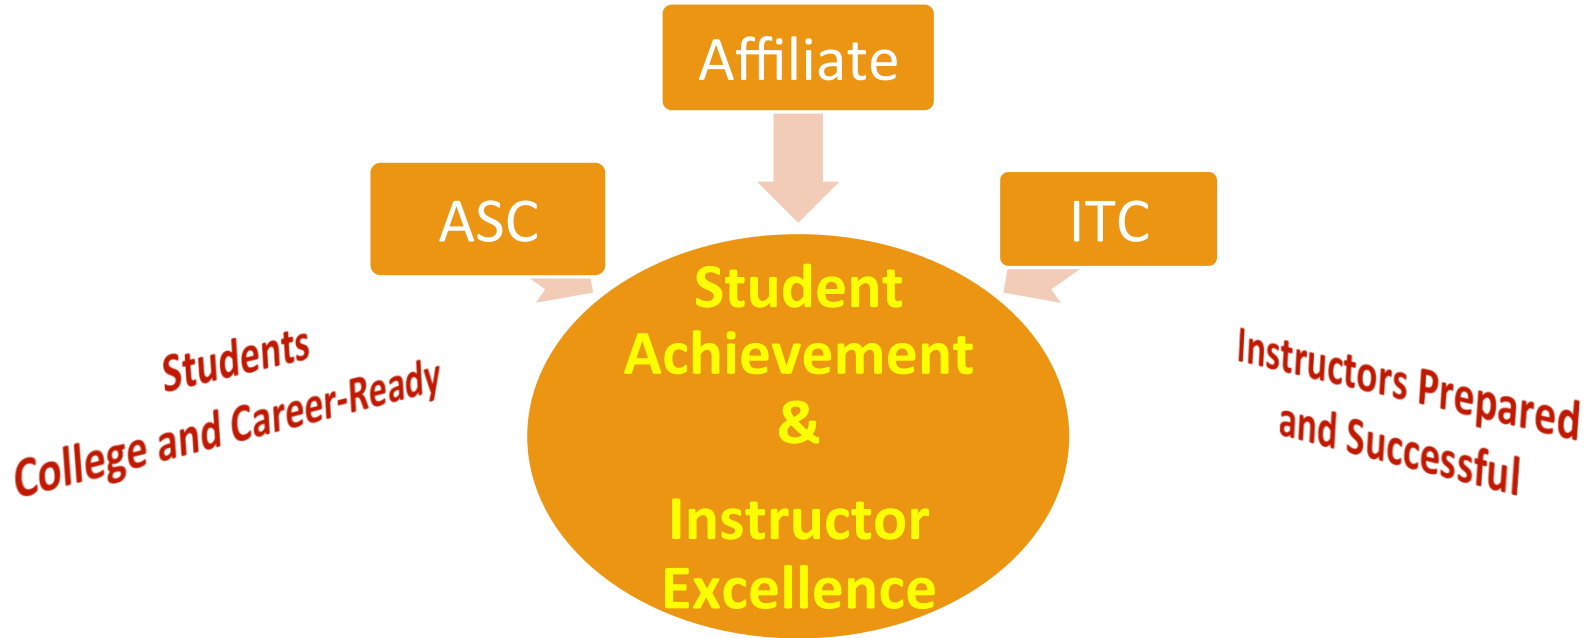 Affiliate
ASC
ITC
Student
Achievement
&
Instructor
Excellence
Students
College and Career-Ready
Instructors Prepared
and Successful